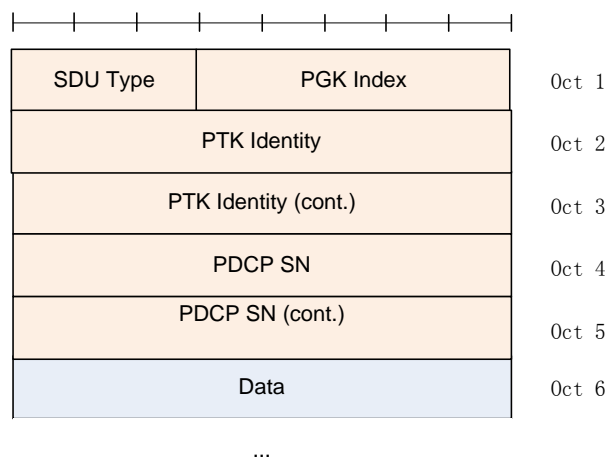 SDU Type PGK Index Oct 1
PTK Identity Oct 2
PTK Identity (cont.) Oct 3
PDCP SN Oct 4
PDCP SN (cont.) Oct 5
Data Oct 6
...